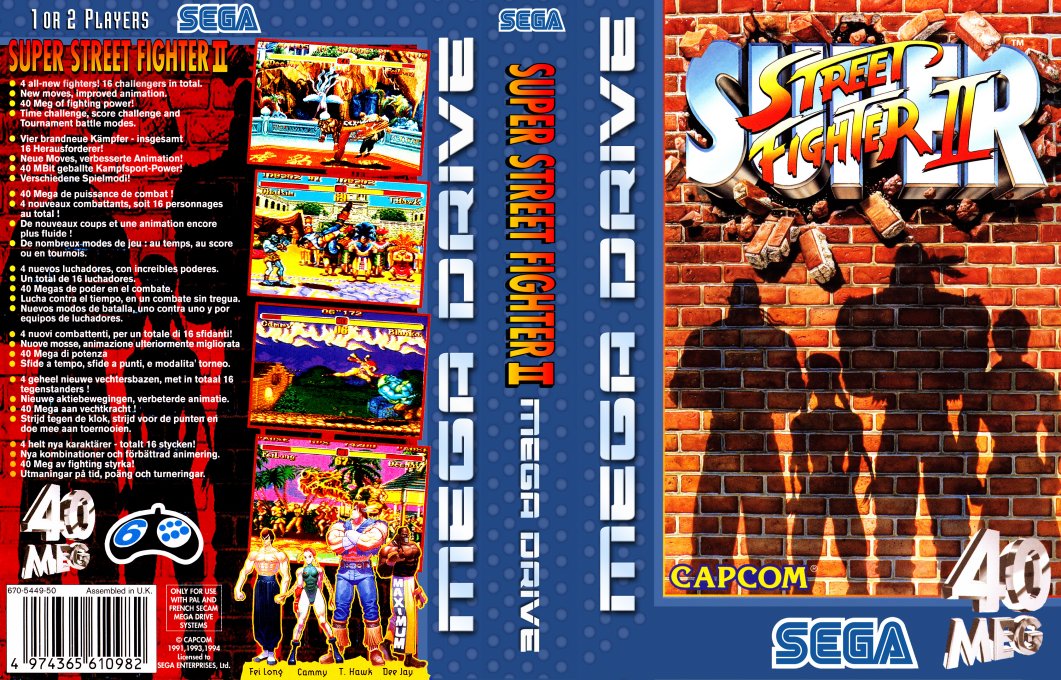 1 OR 2 PLAYERS
SEGA
SUPER STREET FIGHTER II
4 all-new fighters! 16 challengers in total.
New moves, improved animation.
40 Meg of fighting power!
Time challenge, score challenge and
Tournament battle modes.
Vier brandneue Kämpfer - insgesamt
16 Herausforderer!
Neue Moves, verbesserte Animation!
40 MBit geballte Kampfsport-Power!
Verschiedene Spielmodi!
40 Mega de puissance de combat !
4 nouveaux combattants, soit 16 personnages
au total !
De nouveaux coups et une animation encore
plus fluide !
De nombreux modes de jeu : au temps, au score
ou en tournois.
4 nuevos luchadores, con increibles poderes.
Un total de 16 luchadores.
40 Megas de poder en el combate.
Lucha contra el tiempo, en un combate sin tregua.
Nuevos modos de batalla, uno contra uno y por
equipos de luchadores.
4 nuovi combattenti, per un totale di 16 sfidanti!
Nuove mosse, animazione ulteriormente migliorata
40 Mega di potenza
Sfide a tempo, sfide a punti, e modalita' torneo.
4 geheel nieuwe vechtersbazen, met in totaal 16
tegenstanders !
Nieuwe aktiebewegingen, verbeterde animatie.
40 Mega aan vechtkracht !
Strijd tegen de klok, strijd voor de punten en
doe mee aan toernooien.
4 helt nya karaktärer - totalt 16 stycken!
Nya kombinationer och förbättrad animering.
40 Meg av fighting styrka!
Utmaningar på tid, poäng och turneringar.
40
MEG
6
670-5449-50 Assembled in U.K.
4 974365 610982
ONLY FOR USE
WITH PAL AND
FRENCH SECAM
MEGA DRIVE
SYSTEMS
© CAPCOM
1991,1993,1994
Licensed to
SEGA ENTERPRISES, Ltd.
T.HAWK
06"172
Cammy
MAXIMUM
Fei Long Cammy T. Hawk Dee Jay
MEGA DRIVE
SEGA
SUPER STREET FIGHTER II
MEGA DRIVE
MEGA DRIVE
SUPER
STREET
FIGHTER II
TM
CAPCOM®
40
MEG
SEGA